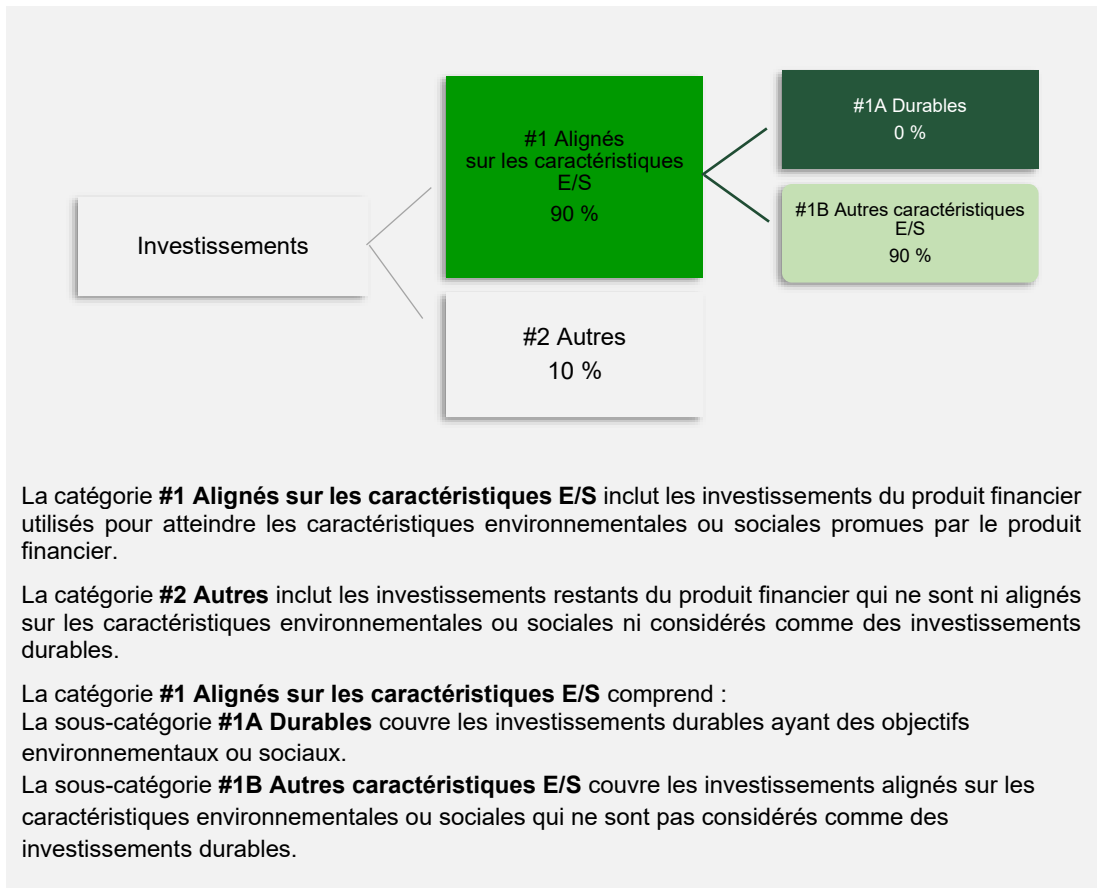 #1A Durables
0 %
#1 Alignés
sur les caractéristiques
E/S
90 %
#1B Autres caractéristiques
E/S
90 %
Investissements
#2 Autres
10 %
La catégorie #1 Alignés sur les caractéristiques E/S inclut les investissements du produit financier
utilisés pour atteindre les caractéristiques environnementales ou sociales promues par le produit
financier.
La catégorie #2 Autres inclut les investissements restants du produit financier qui ne sont ni alignés
sur les caractéristiques environnementales ou sociales ni considérés comme des investissements
durables.
La catégorie #1 Alignés sur les caractéristiques E/S comprend :
La sous-catégorie #1A Durables couvre les investissements durables ayant des objectifs
environnementaux ou sociaux.
La sous-catégorie #1B Autres caractéristiques E/S couvre les investissements alignés sur les
caractéristiques environnementales ou sociales qui ne sont pas considérés comme des
investissements durables.